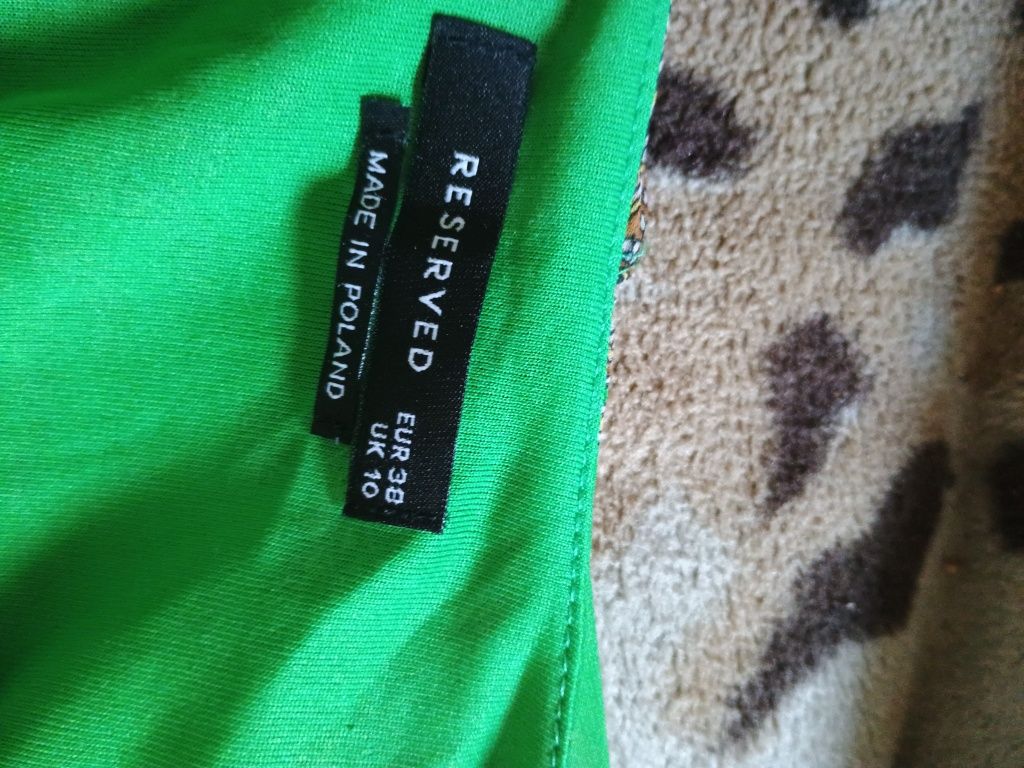 RESERVED
EUR 38
UK 10
MADE IN POLAND